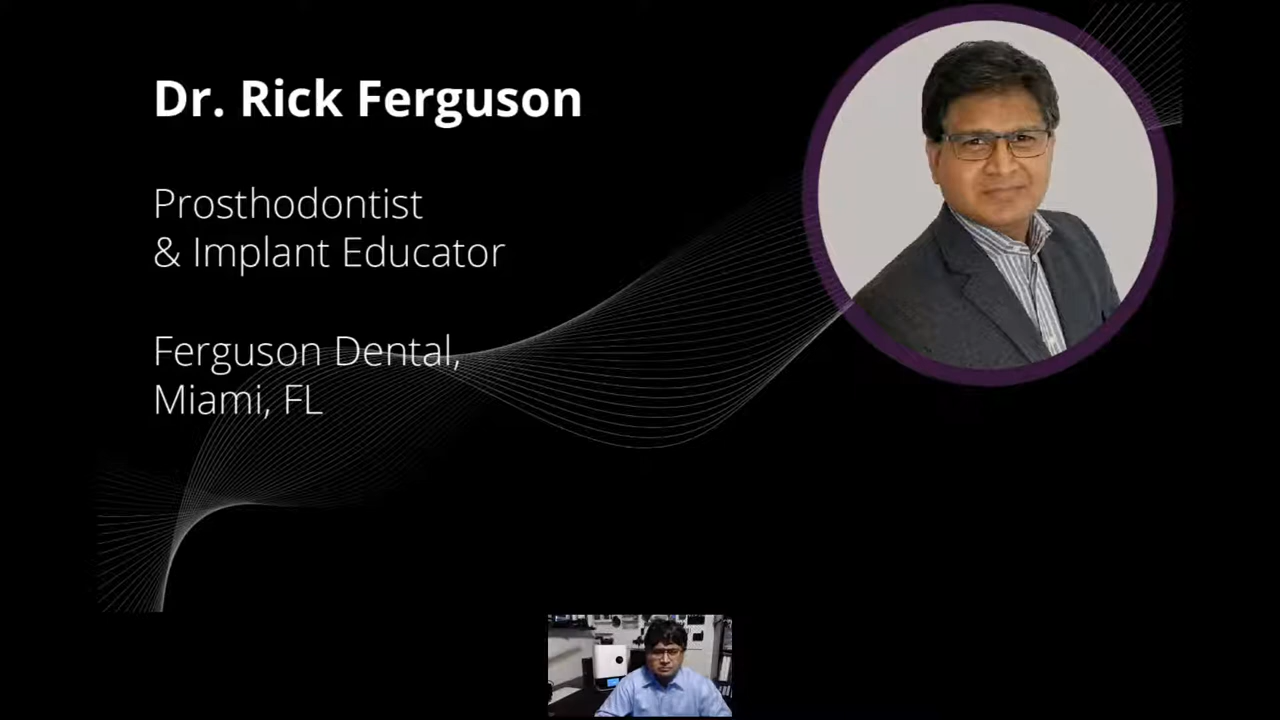 Dr. Rick Ferguson
Prosthodontist
& Implant Educator
Ferguson Dental,
Miami, FL